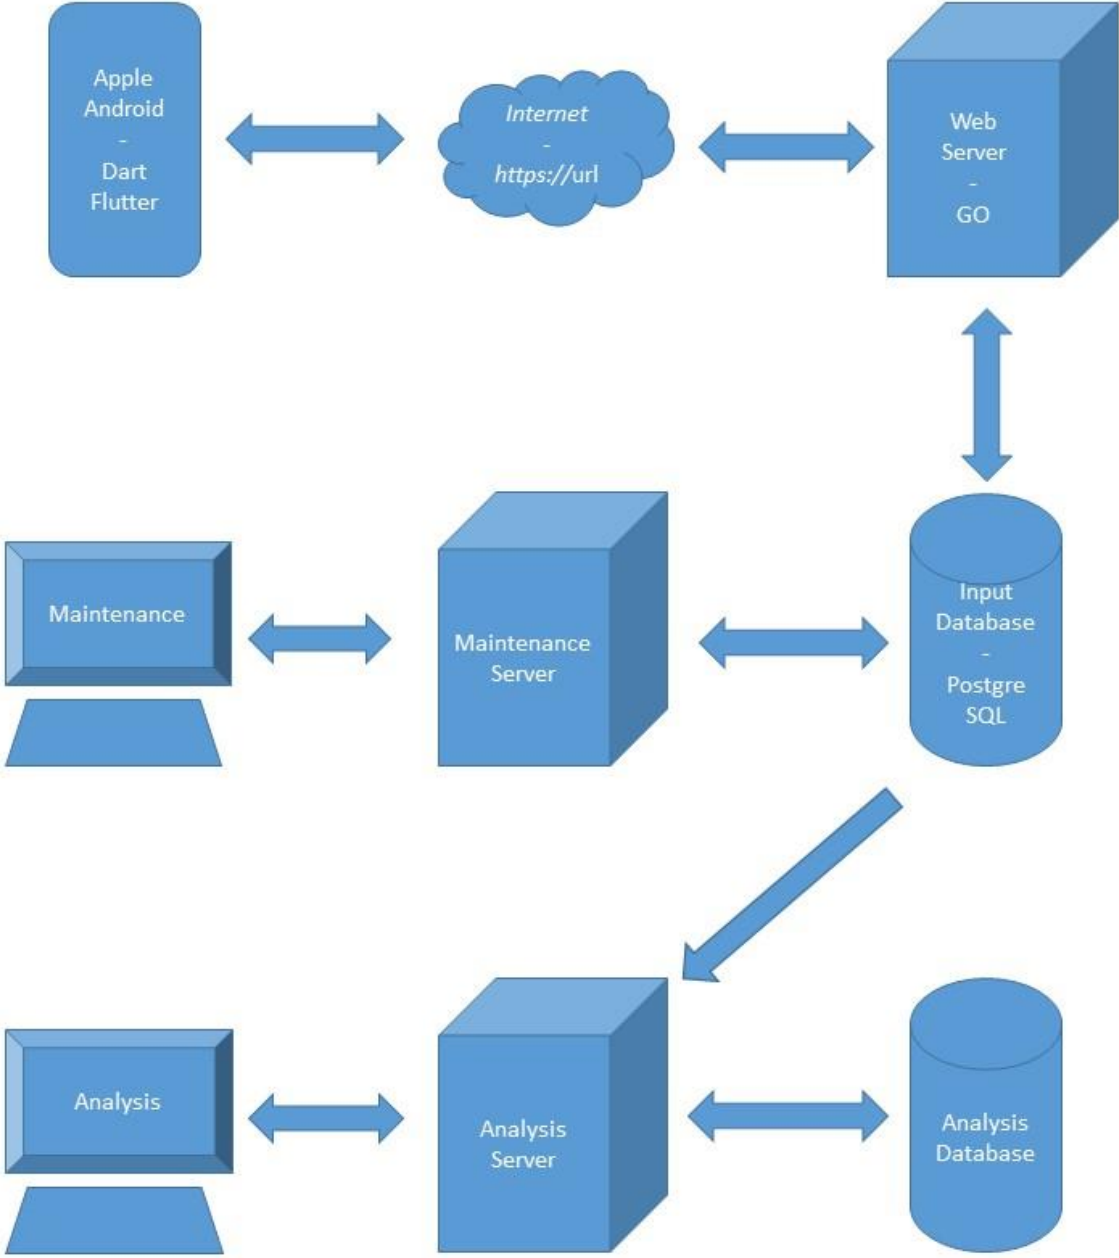 Apple
Android
-
Dart
Flutter
Internet
-
https://url
Web
Server
-
GO
Maintenance
Maintenance
Server
Input
Database
-
Postgre
SQL
Analysis
Analysis
Server
Analysis
Database